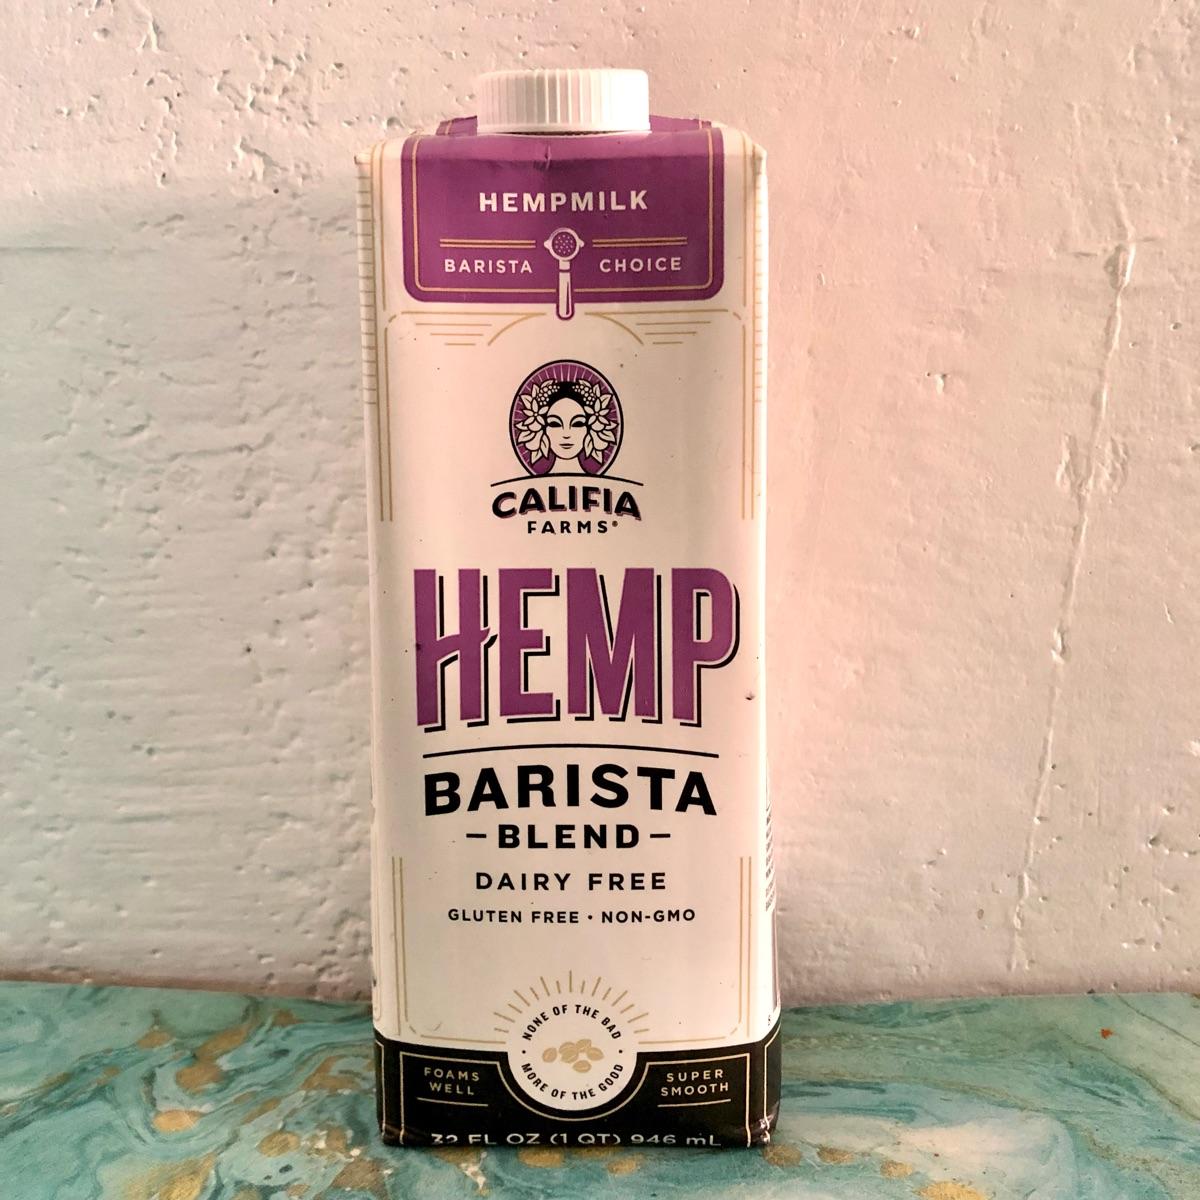 HEMPMILK
BARISTA CHOICE
CALIFIA
FARMS®
HEMP
BARISTA
- BLEND -
DAIRY FREE
GLUTEN FREE • NON-GMO
NONE OF THE BAD
• MORE OF THE GOOD •
FOAMS
WELL
SUPER
SMOOTH
32 FL OZ (1 QT) 946 mL